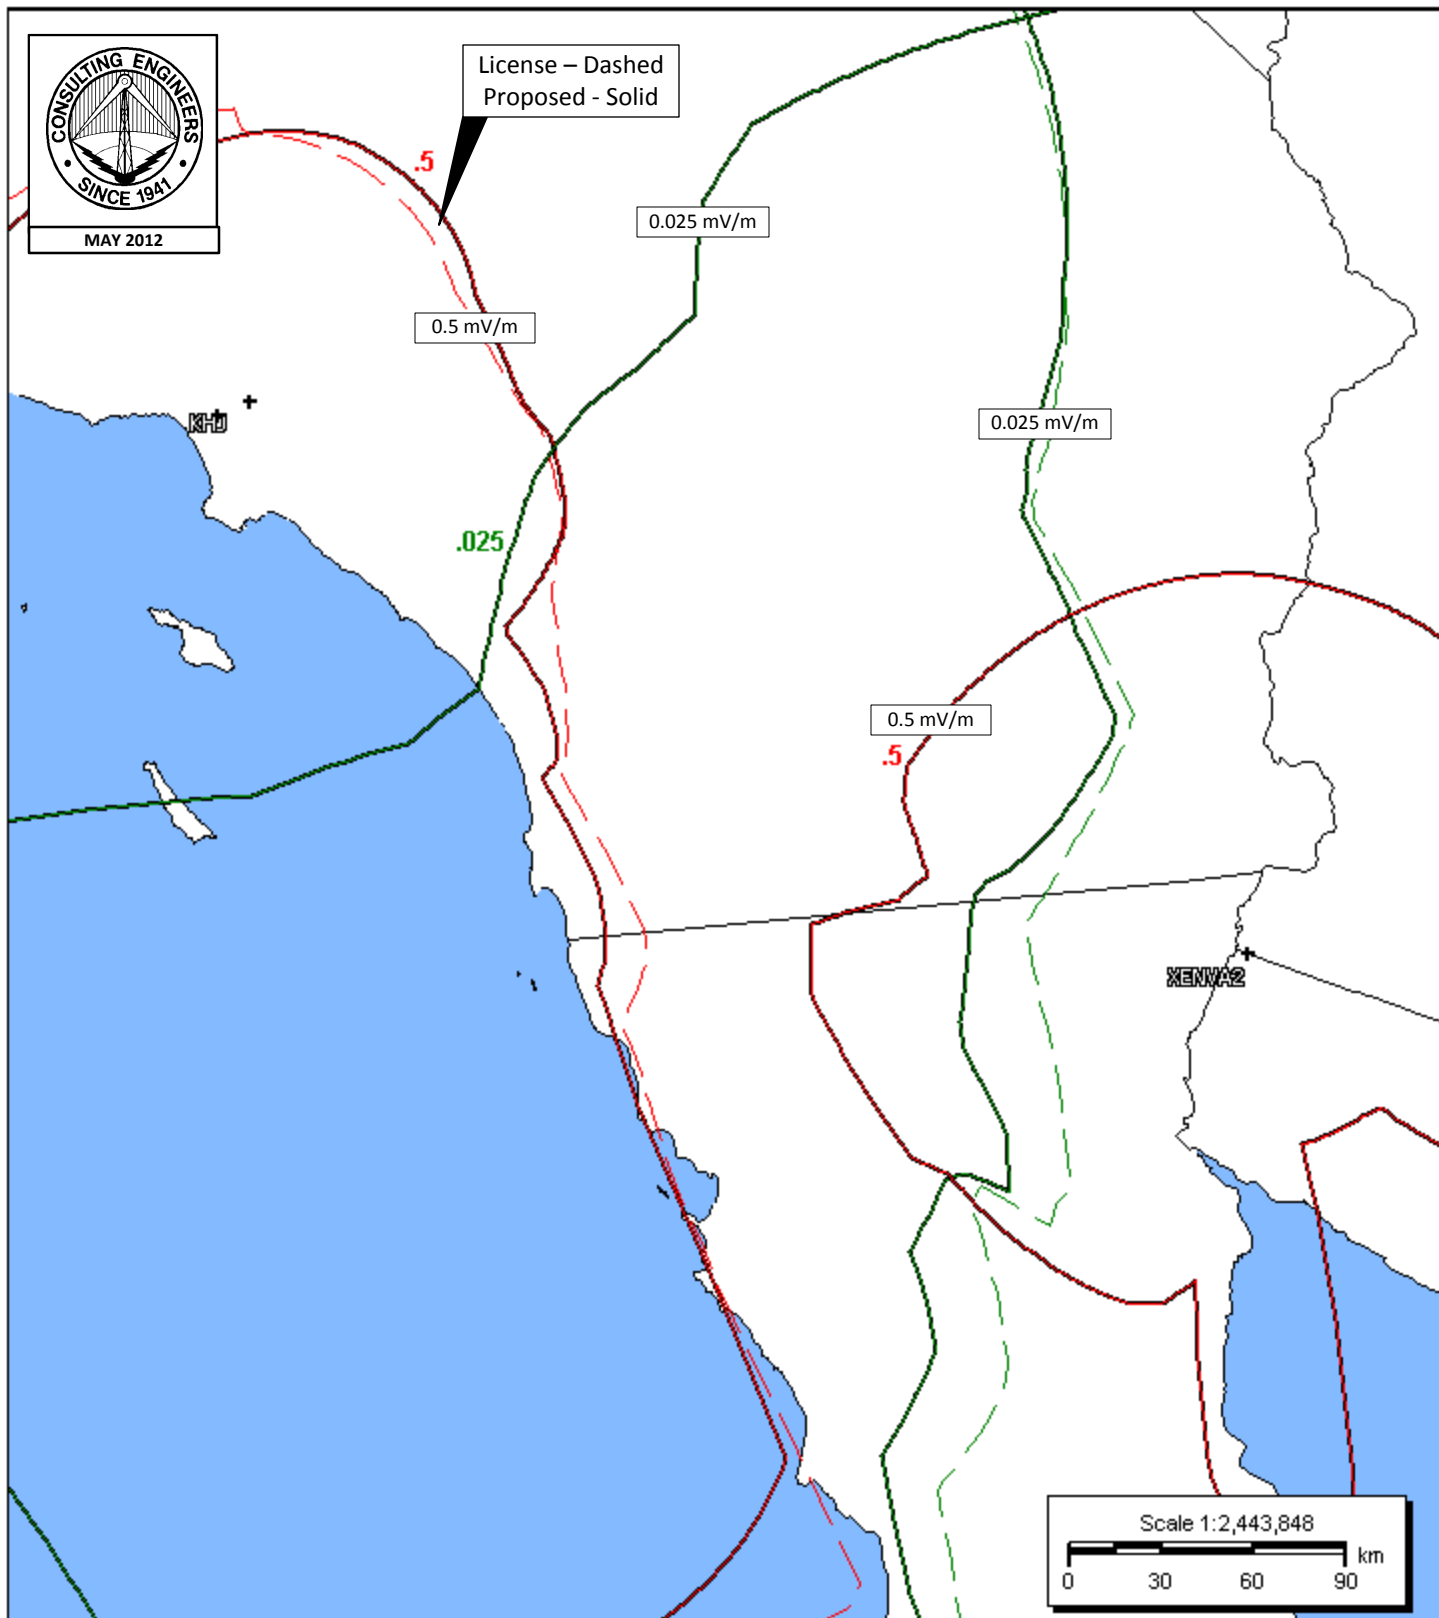 CONSULTING ENGINEERS
SINCE 1941
MAY 2012
License – Dashed
Proposed - Solid
.5
0.025 mV/m
0.5 mV/m
KHJ
0.025 mV/m
.025
0.5 mV/m
.5
XENVA2
Scale 1:2,443,848
km
0 30 60 90